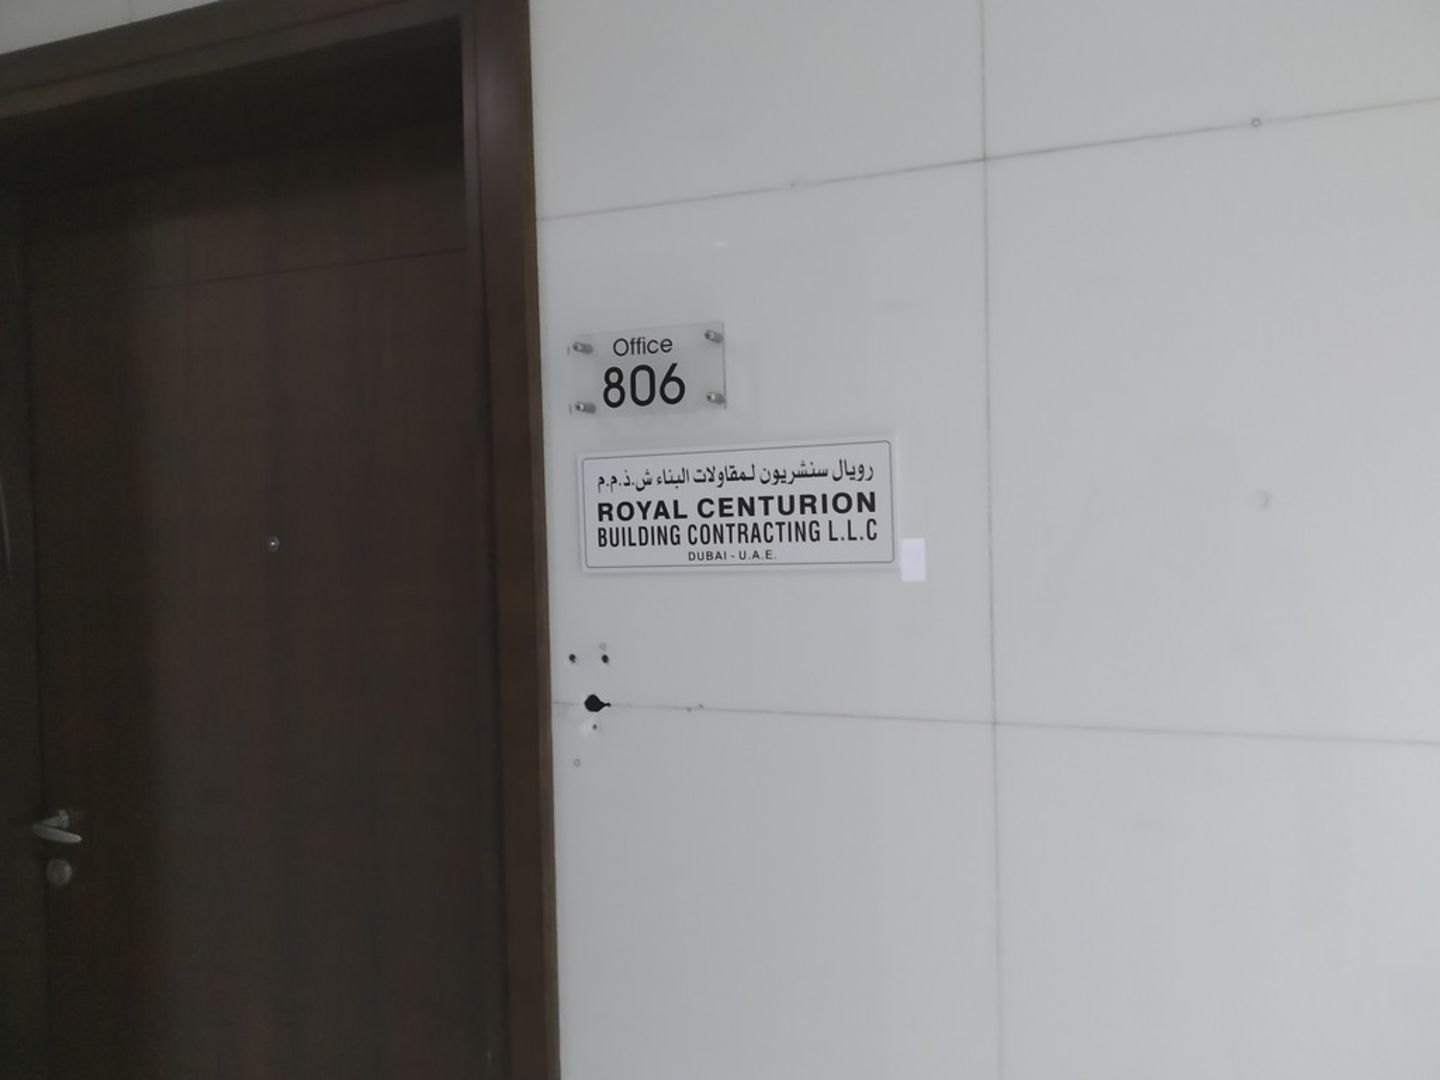 Office
806
رويال سنشريون لمقاولات البناء ش.ذ.م.م
ROYAL CENTURION
BUILDING CONTRACTING L.L.C
DUBAI - U.A.E.